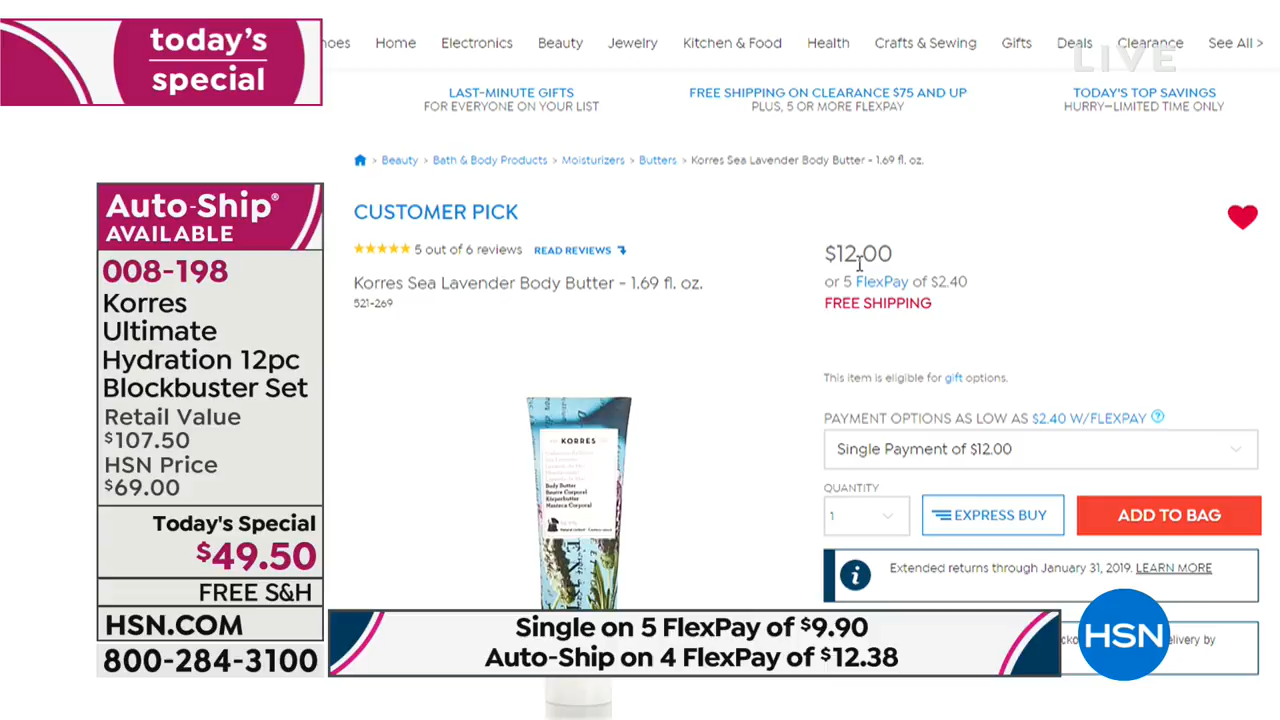 today's
special
oes Home Electronics Beauty Jewelry Kitchen & Food Health Crafts & Sewing Gifts Deals Clearance See All >
LIVE
LAST-MINUTE GIFTS
FOR EVERYONE ON YOUR LIST
FREE SHIPPING ON CLEARANCE $75 AND UP
PLUS, 5 OR MORE FLEXPAY
TODAY'S TOP SAVINGS
HURRY—LIMITED TIME ONLY
> Beauty > Bath & Body Products > Moisturizers > Butters > Korres Sea Lavender Body Butter - 1.69 fl. oz.
Auto-Ship®
AVAILABLE
008-198
Korres
Ultimate
Hydration 12pc
Blockbuster Set
Retail Value
$107.50
HSN Price
$69.00
Today's Special
$49.50
FREE S&H
HSN.COM
800-284-3100
CUSTOMER PICK
5 out of 6 reviews READ REVIEWS
Korres Sea Lavender Body Butter - 1.69 fl. oz.
521-269
$12.00
or 5 FlexPay of $2.40
FREE SHIPPING
This item is eligible for gift options.
PAYMENT OPTIONS AS LOW AS $2.40 W/FLEXPAY ?
Single Payment of $12.00
QUANTITY
1
EXPRESS BUY
ADD TO BAG
i
Extended returns through January 31, 2019. LEARN MORE
elivery by
KORRES
Body Butter
Beurre Corporel
Körperbutter
Manteca Corporal
Single on 5 FlexPay of $9.90
Auto-Ship on 4 FlexPay of $12.38
HSN